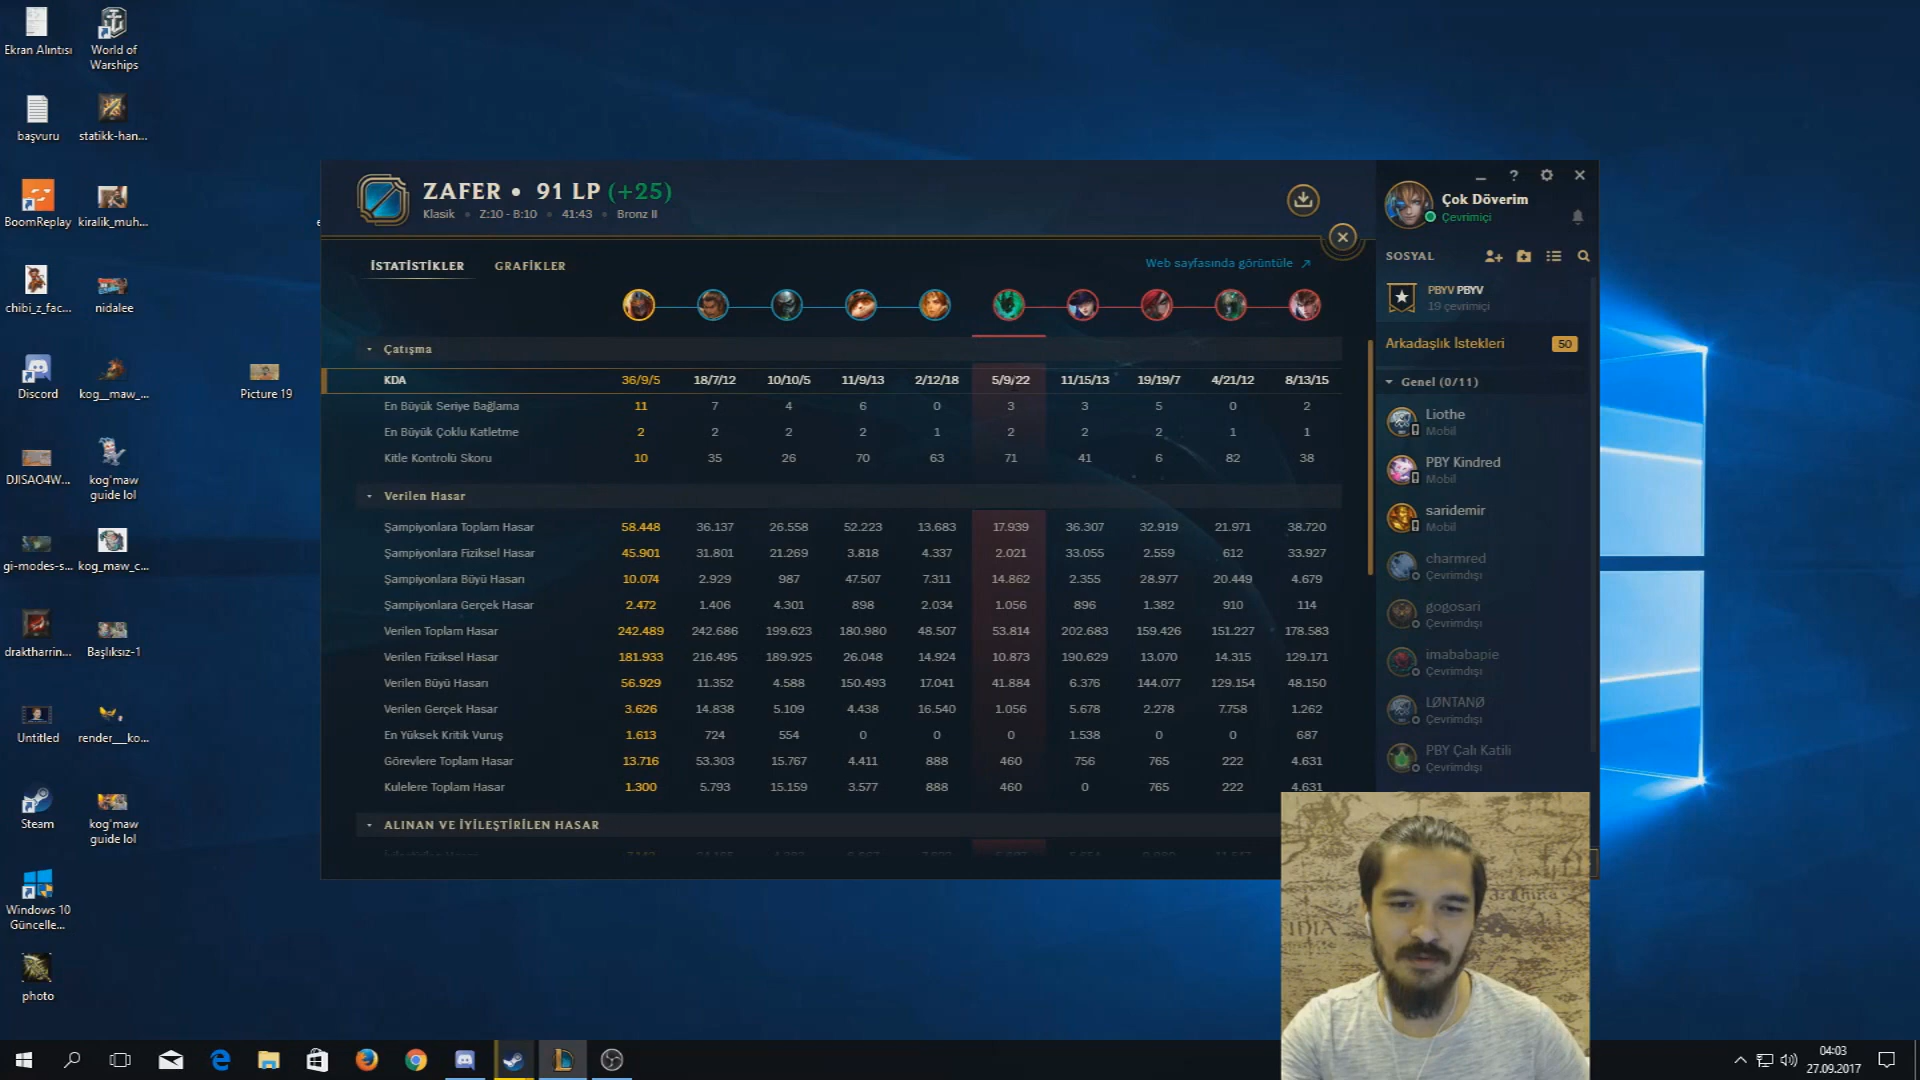 Ekran Alıntısı
World of
Warships
başvuru
statikk-han...
BoomReplay
kiralik_muh...
chibi_z_fac...
nidalee
Discord
kog__maw_...
Picture 19
DJISAO4W...
kog'maw
guide lol
gi-modes-s...
kog_maw_c...
draktharrin...
Başlıksız-1
Untitled
render___ko...
Steam
kog'maw
guide lol
Windows 10
Güncelle...
photo
ZAFER • 91 LP (+25)
Klasik • Z:10 - B:10 • 41:43 • Bronz II
İSTATİSTİKLER GRAFİKLER
Web sayfasında görüntüle
Çatışma
KDA 36/9/5 18/7/12 10/10/5 11/9/13 2/12/18 5/9/22 11/15/13 19/19/7 4/21/12 8/13/15
En Büyük Seriye Bağlama 11 7 4 6 0 3 3 5 0 2
En Büyük Çoklu Katletme 2 2 2 2 1 2 2 2 1 1
Kitle Kontrolü Skoru 10 35 26 70 63 71 41 6 82 38
Verilen Hasar
Şampiyonlara Toplam Hasar 58.448 36.137 26.558 52.223 13.683 17.939 36.307 32.919 21.971 38.720
Şampiyonlara Fiziksel Hasar 45.901 31.801 21.269 3.818 4.337 2.021 33.055 2.559 612 33.927
Şampiyonlara Büyü Hasarı 10.074 2.929 987 47.507 7.311 14.862 2.355 28.977 20.449 4.679
Şampiyonlara Gerçek Hasar 2.472 1.406 4.301 898 2.034 1.056 896 1.382 910 114
Verilen Toplam Hasar 242.489 242.686 199.623 180.980 48.507 53.814 202.683 159.426 151.227 178.583
Verilen Fiziksel Hasar 181.933 216.495 189.925 26.048 14.924 10.873 190.629 13.070 14.315 129.171
Verilen Büyü Hasarı 56.929 11.352 4.588 150.493 17.041 41.884 6.376 144.077 129.154 48.150
Verilen Gerçek Hasar 3.626 14.838 5.109 4.438 16.540 1.056 5.678 2.278 7.758 1.262
En Yüksek Kritik Vuruş 1.613 724 554 0 0 0 1.538 0 0 687
Görevlere Toplam Hasar 13.716 53.303 15.767 4.411 888 460 756 765 222 4.631
Kulelere Toplam Hasar 1.300 5.793 15.159 3.577 888 460 0 765 222 4.631
ALINAN VE İYİLEŞTİRİLEN HASAR
Çok Döverim
Çevrimiçi
SOSYAL
PBYV PBYV
19 çevrimiçi
Arkadaşlık İstekleri 50
Genel (0/11)
Liothe
Mobil
PBY Kindred
Mobil
saridemir
Mobil
charmred
Çevrimdışı
gogosari
Çevrimdışı
imababapie
Çevrimdışı
LØNTANØ
Çevrimdışı
PBY Çalı Katili
Çevrimdışı
04:03
27.09.2017